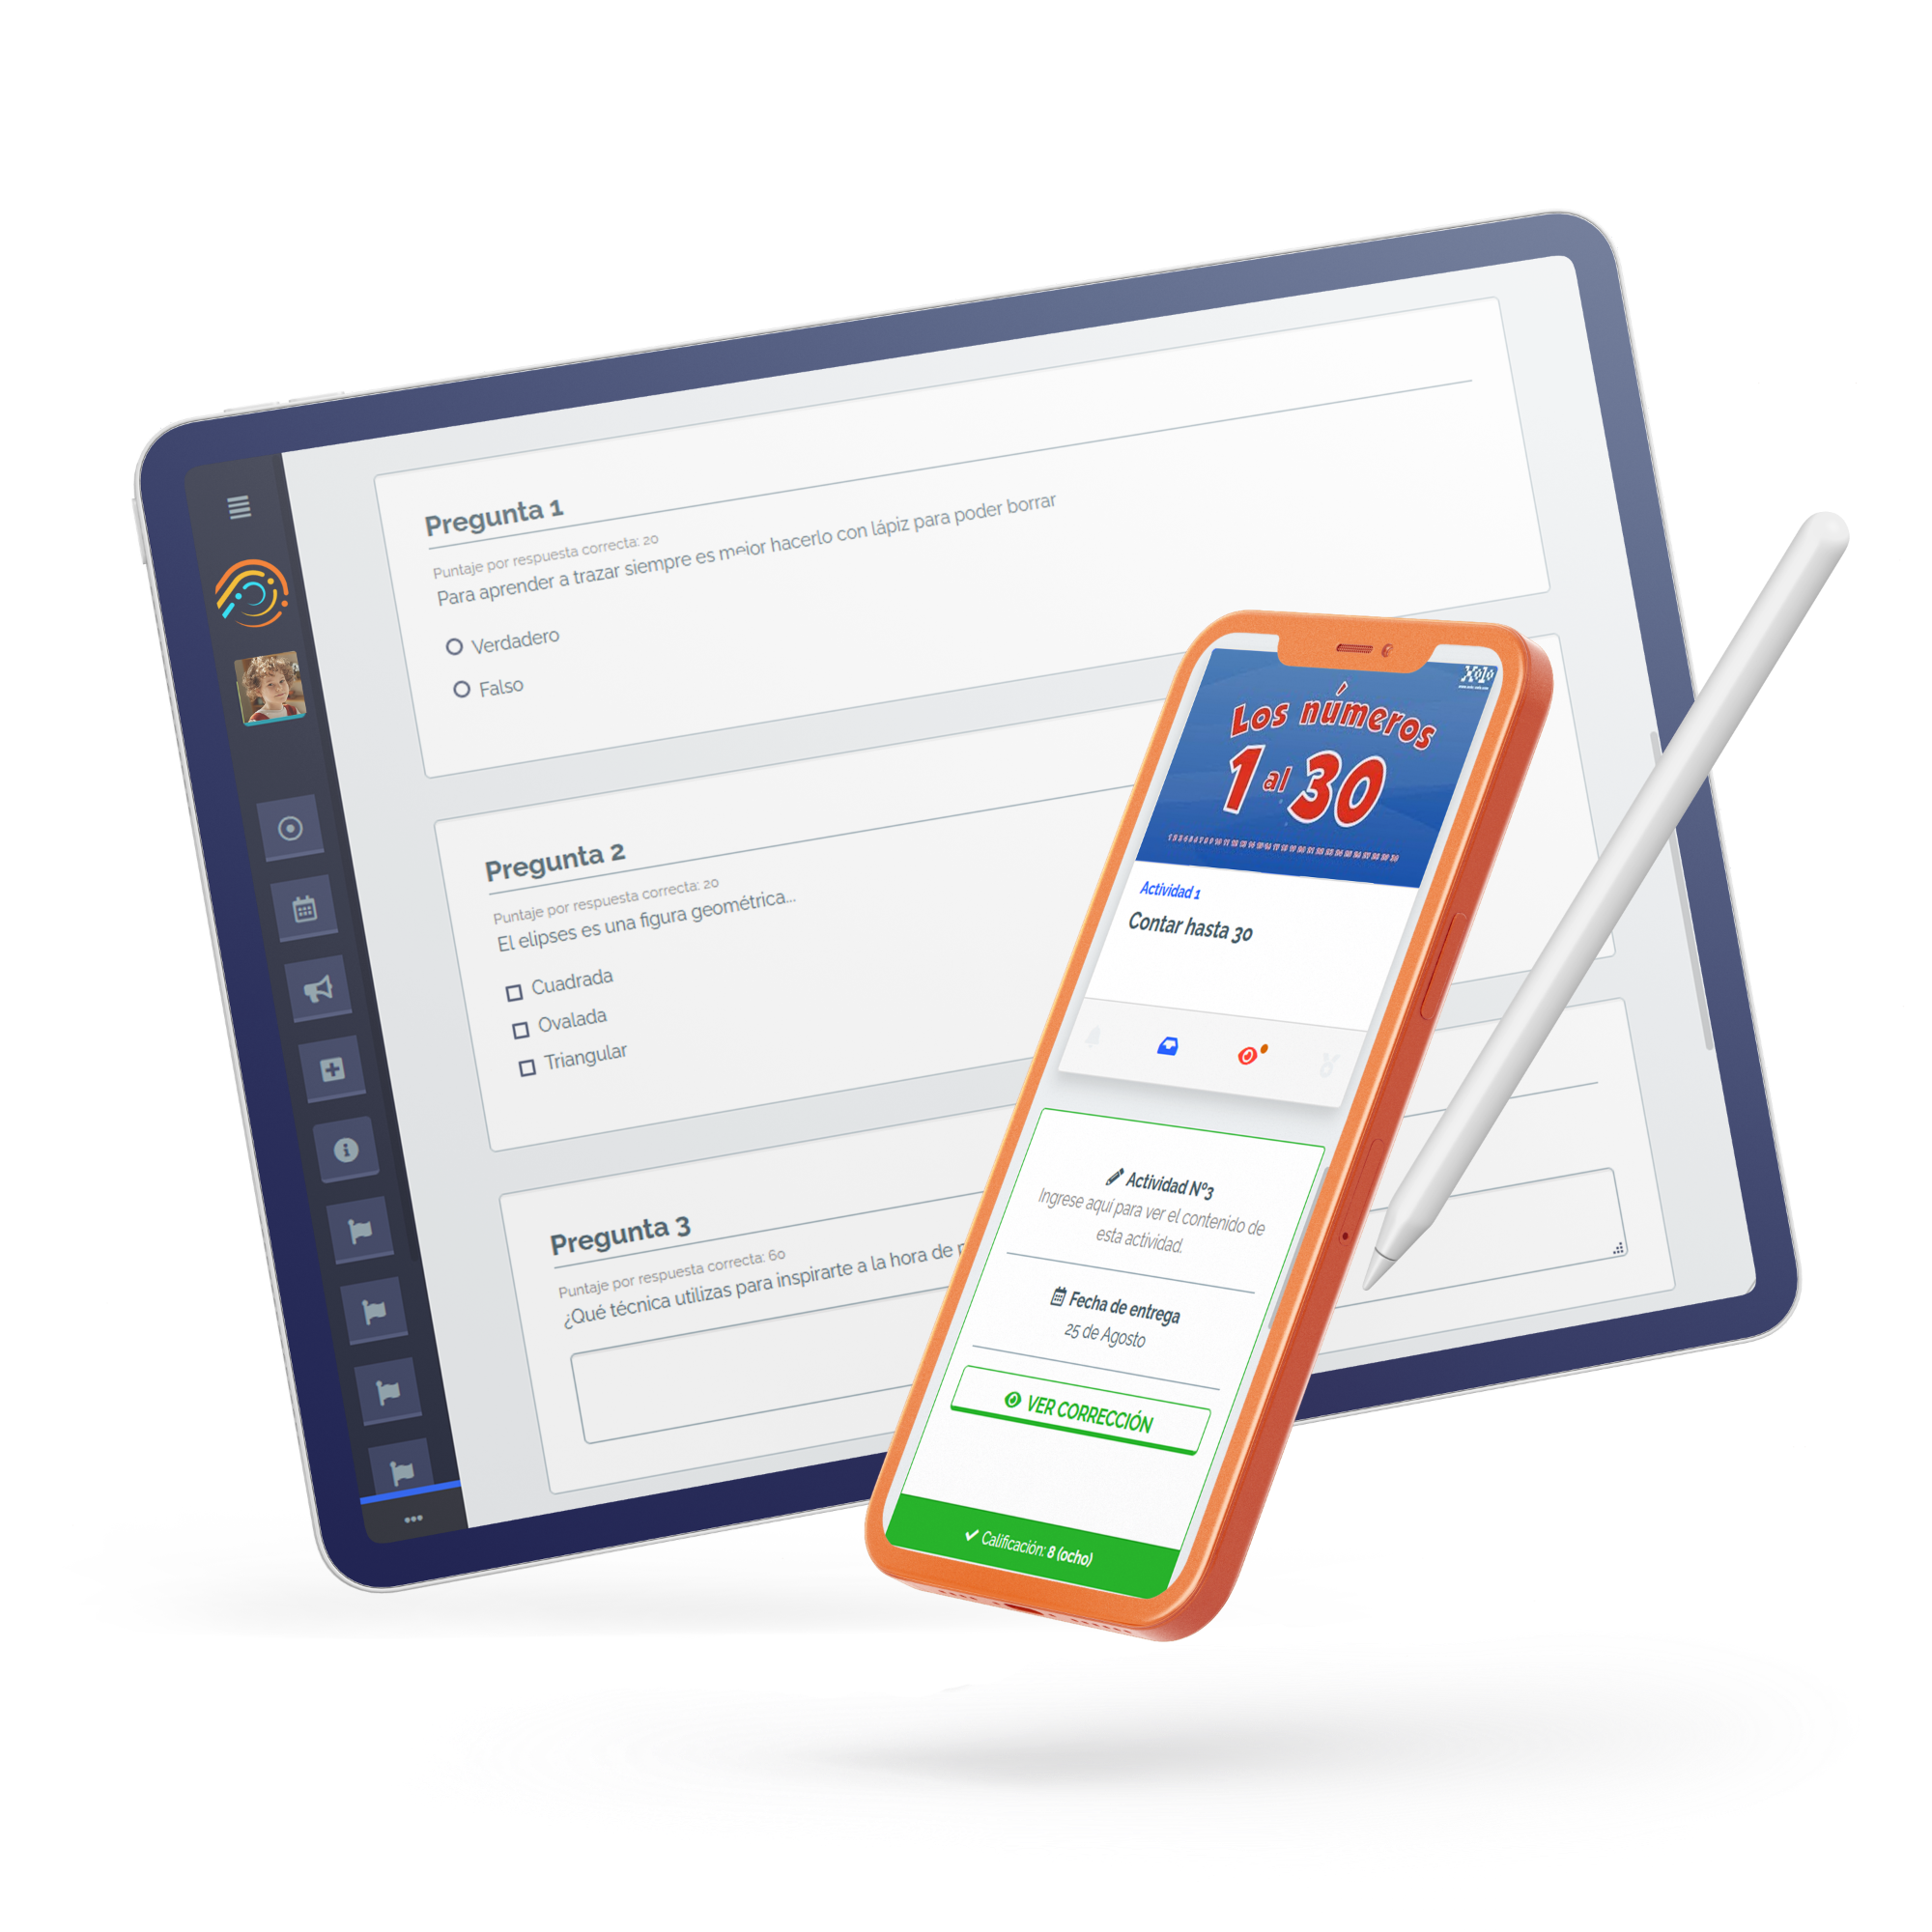 Pregunta 1
Puntaje por respuesta correcta: 20
Para aprender a trazar siempre es mejor hacerlo con lápiz para poder borrar
Verdadero
Falso
Pregunta 2
Puntaje por respuesta correcta: 20
El elipses es una figura geométrica...
Cuadrada
Ovalada
Triangular
Pregunta 3
Puntaje por respuesta correcta: 60
¿Qué técnica utilizas para inspirarte a la hora de
Xolo
Los números
1 al 30
Actividad 1
Contar hasta 30
Actividad N°3
Ingrese aquí para ver el contenido de
esta actividad.
Fecha de entrega
25 de Agosto
VER CORRECCIÓN
Calificación: 8 (ocho)